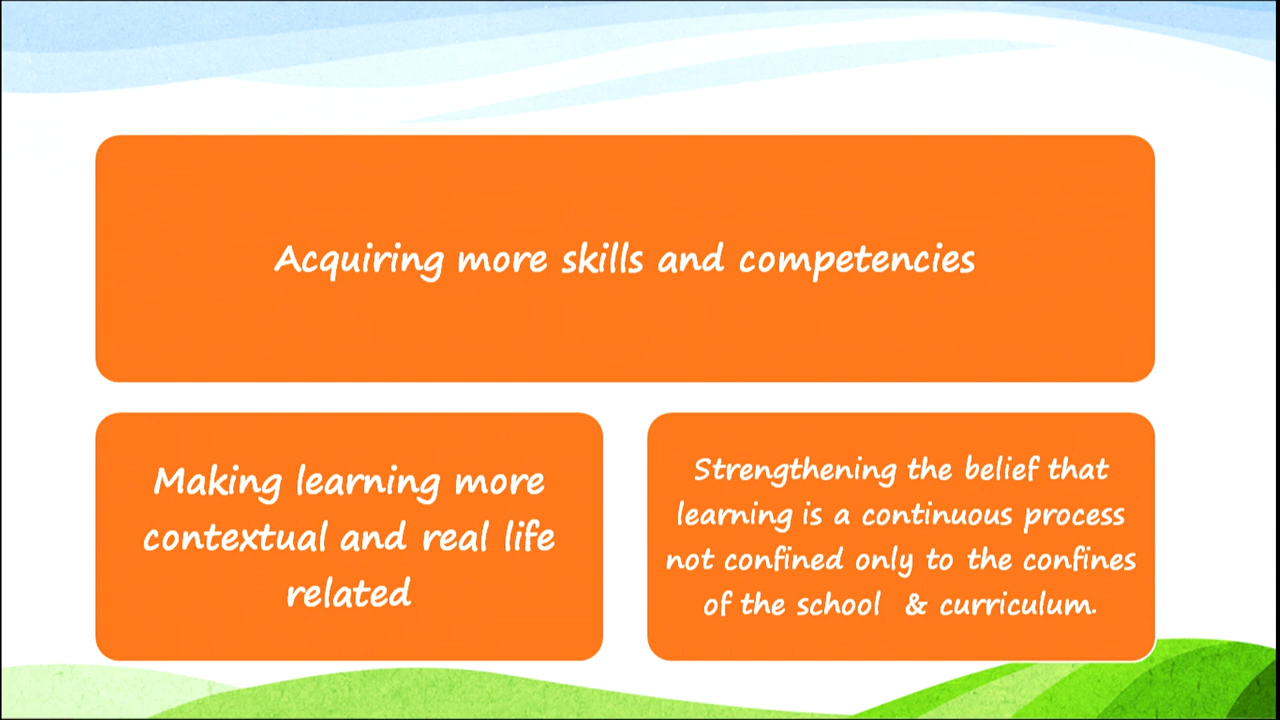 Acquiring more skills and competencies
Making learning more
contextual and real life
related
Strengthening the belief that
learning is a continuous process
not confined only to the confines
of the school & curriculum.